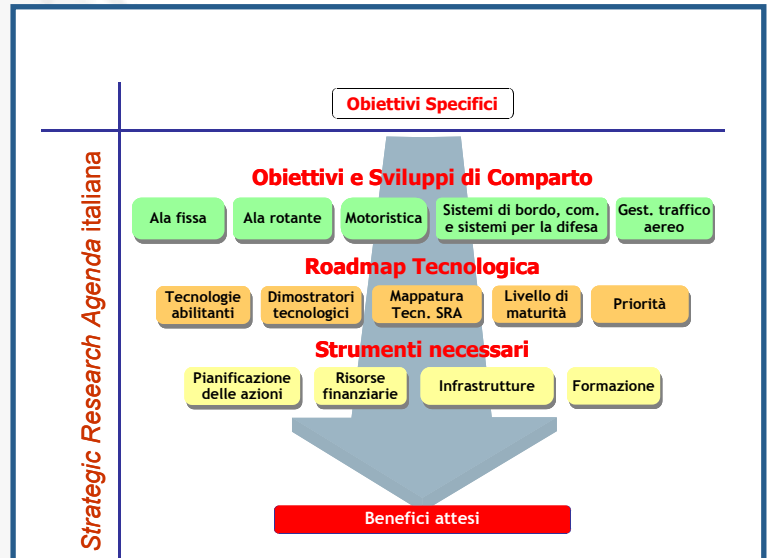 Obiettivi Specifici
Strategic Research Agenda italiana
Obiettivi e Sviluppi di Comparto
Ala fissa
Ala rotante
Motoristica
Sistemi di bordo, com.
e sistemi per la difesa
Gest. traffico
aereo
Roadmap Tecnologica
Tecnologie
abilitanti
Dimostratori
tecnologici
Mappatura
Tecn. SRA
Livello di
maturità
Priorità
Strumenti necessari
Pianificazione
delle azioni
Risorse
finanziarie
Infrastrutture
Formazione
Benefici attesi